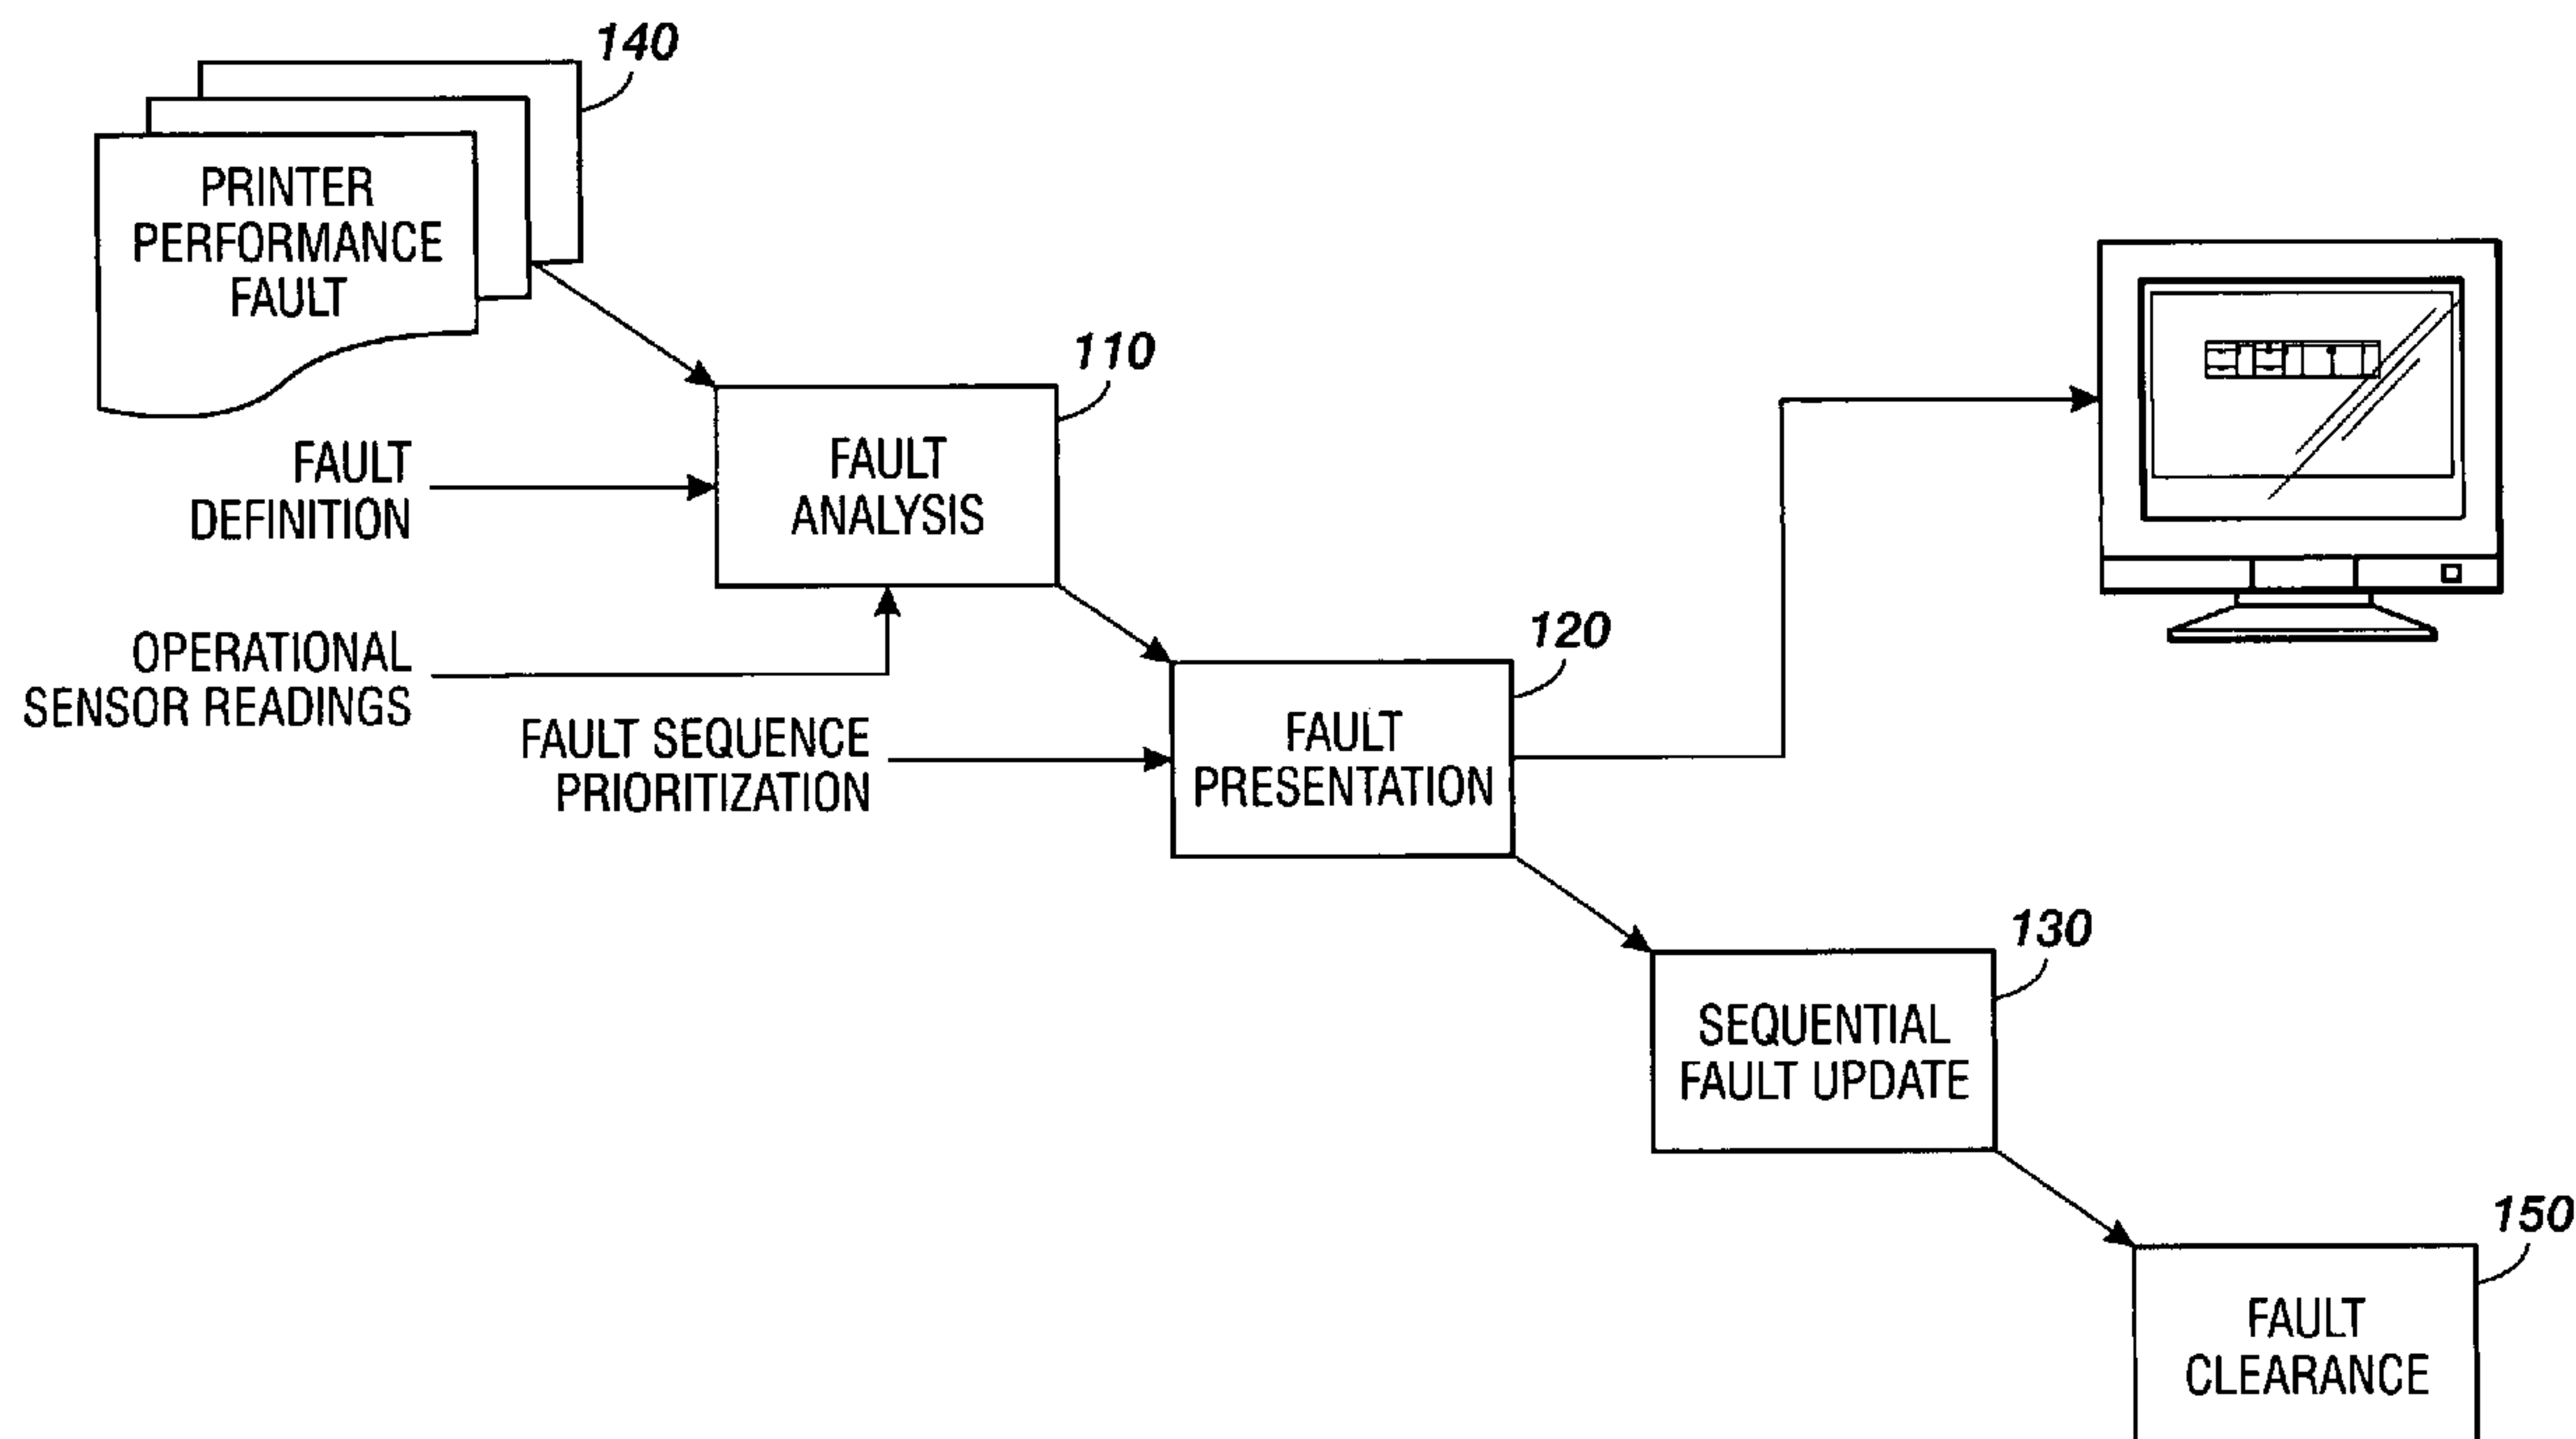 140
PRINTER
PERFORMANCE
FAULT
110
FAULT
DEFINITION
FAULT
ANALYSIS
OPERATIONAL
SENSOR READINGS
120
FAULT SEQUENCE
PRIORITIZATION
FAULT
PRESENTATION
130
SEQUENTIAL
FAULT UPDATE
150
FAULT
CLEARANCE